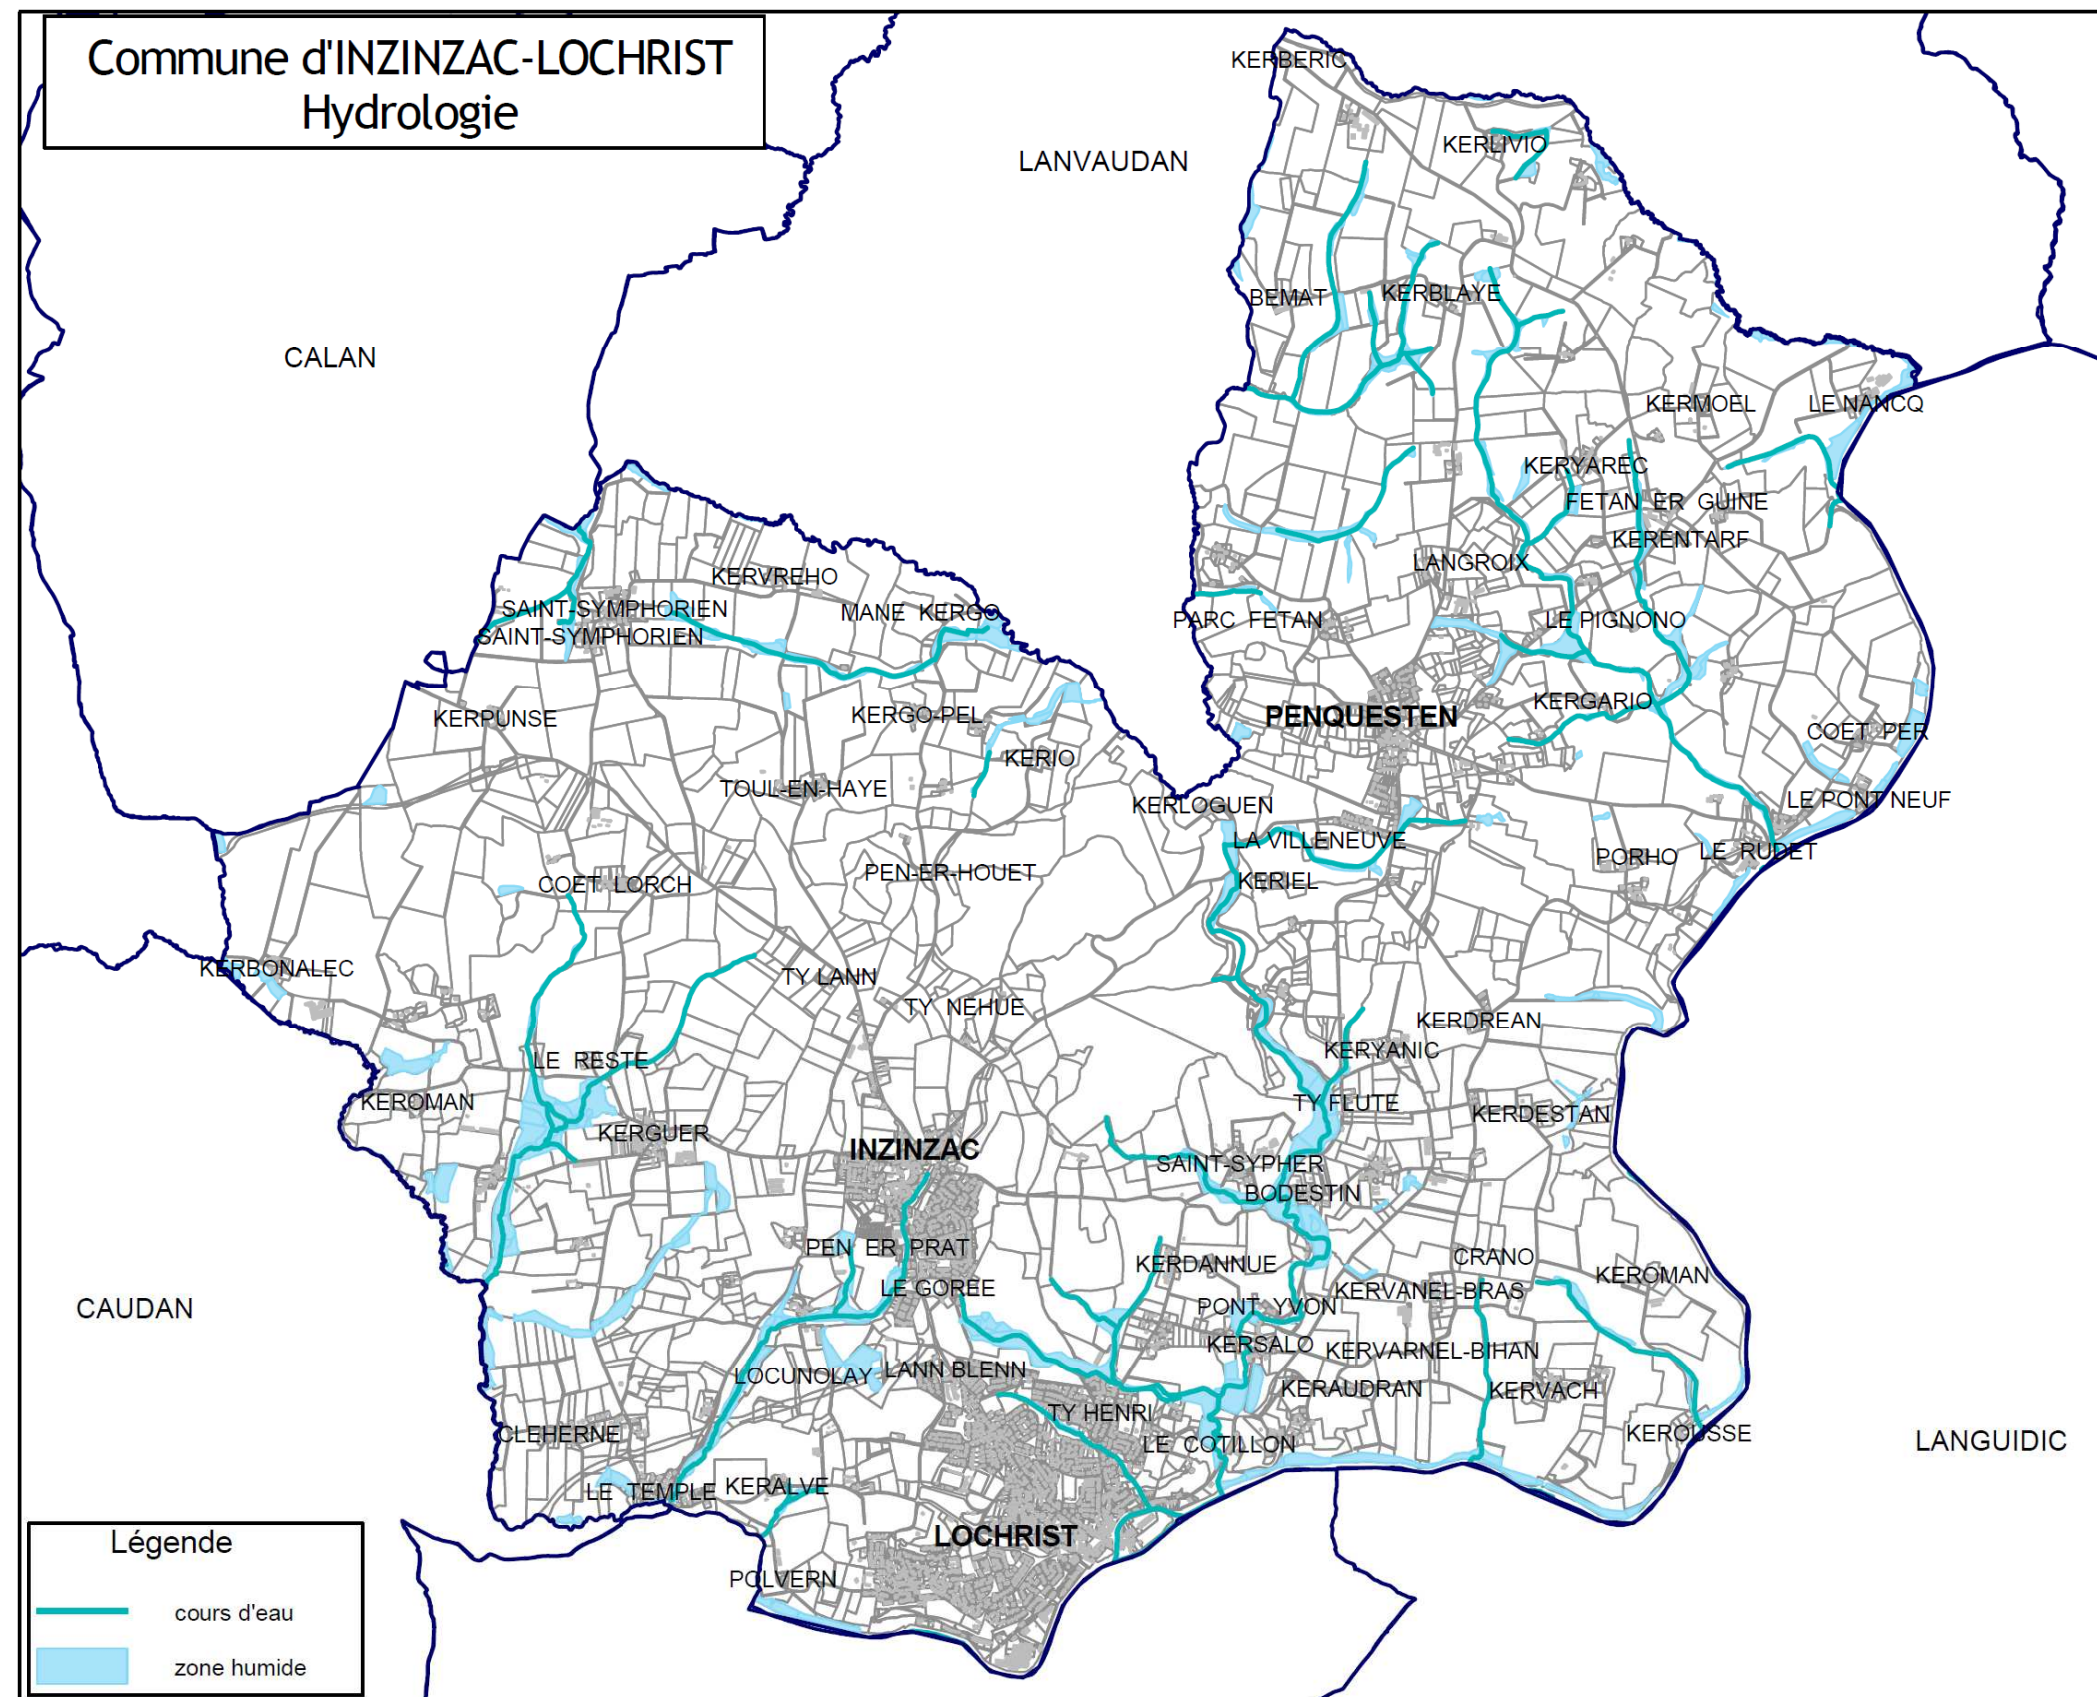 Commune d'INZINZAC-LOCHRIST
Hydrologie
KERBERIC
KERLIVIO
LANVAUDAN
BEMAT
KERBLAYE
CALAN
KERMOEL
LE NANCQ
KERYAREC
FETAN ER GUINE
KERENTARF
LANGROIX
KERVREHO
SAINT-SYMPHORIEN
MANE KERGO
PARC FETAN
LE PIGNONO
SAINT-SYMPHORIEN
KERPUNSE
KERGO-PEL
PENQUESTEN
KERGARIO
COET PER
KERIO
TOUL-EN-HAYE
KERLOGUEN
LE PONT NEUF
LA VILLENEUVE
PORHO
LE RUDET
PEN-ER-HOUET
COET LORCH
KERIEL
KERBONALEC
TY LANN
TY NEHUE
KERDREAN
LE RESTE
KERYANIC
KEROMAN
TY FLUTE
KERDESTAN
KERGUER
INZINZAC
SAINT-SYPHER
BODESTIN
PEN ER PRAT
KERDANNUE
CRANO
KEROMAN
LE GOREE
KERVANEL-BRAS
CAUDAN
PONT YVON
KERSALO
KERVARNEL-BIHAN
LOCUNOLAY
LANN BLENN
KERAUDRAN
KERVACH
TY HENRI
CLEHERNE
LE COTILLON
KEROUSSE
LANGUIDIC
LE TEMPLE
KERALVE
LOCHRIST
POLVERN
Légende
cours d'eau
zone humide